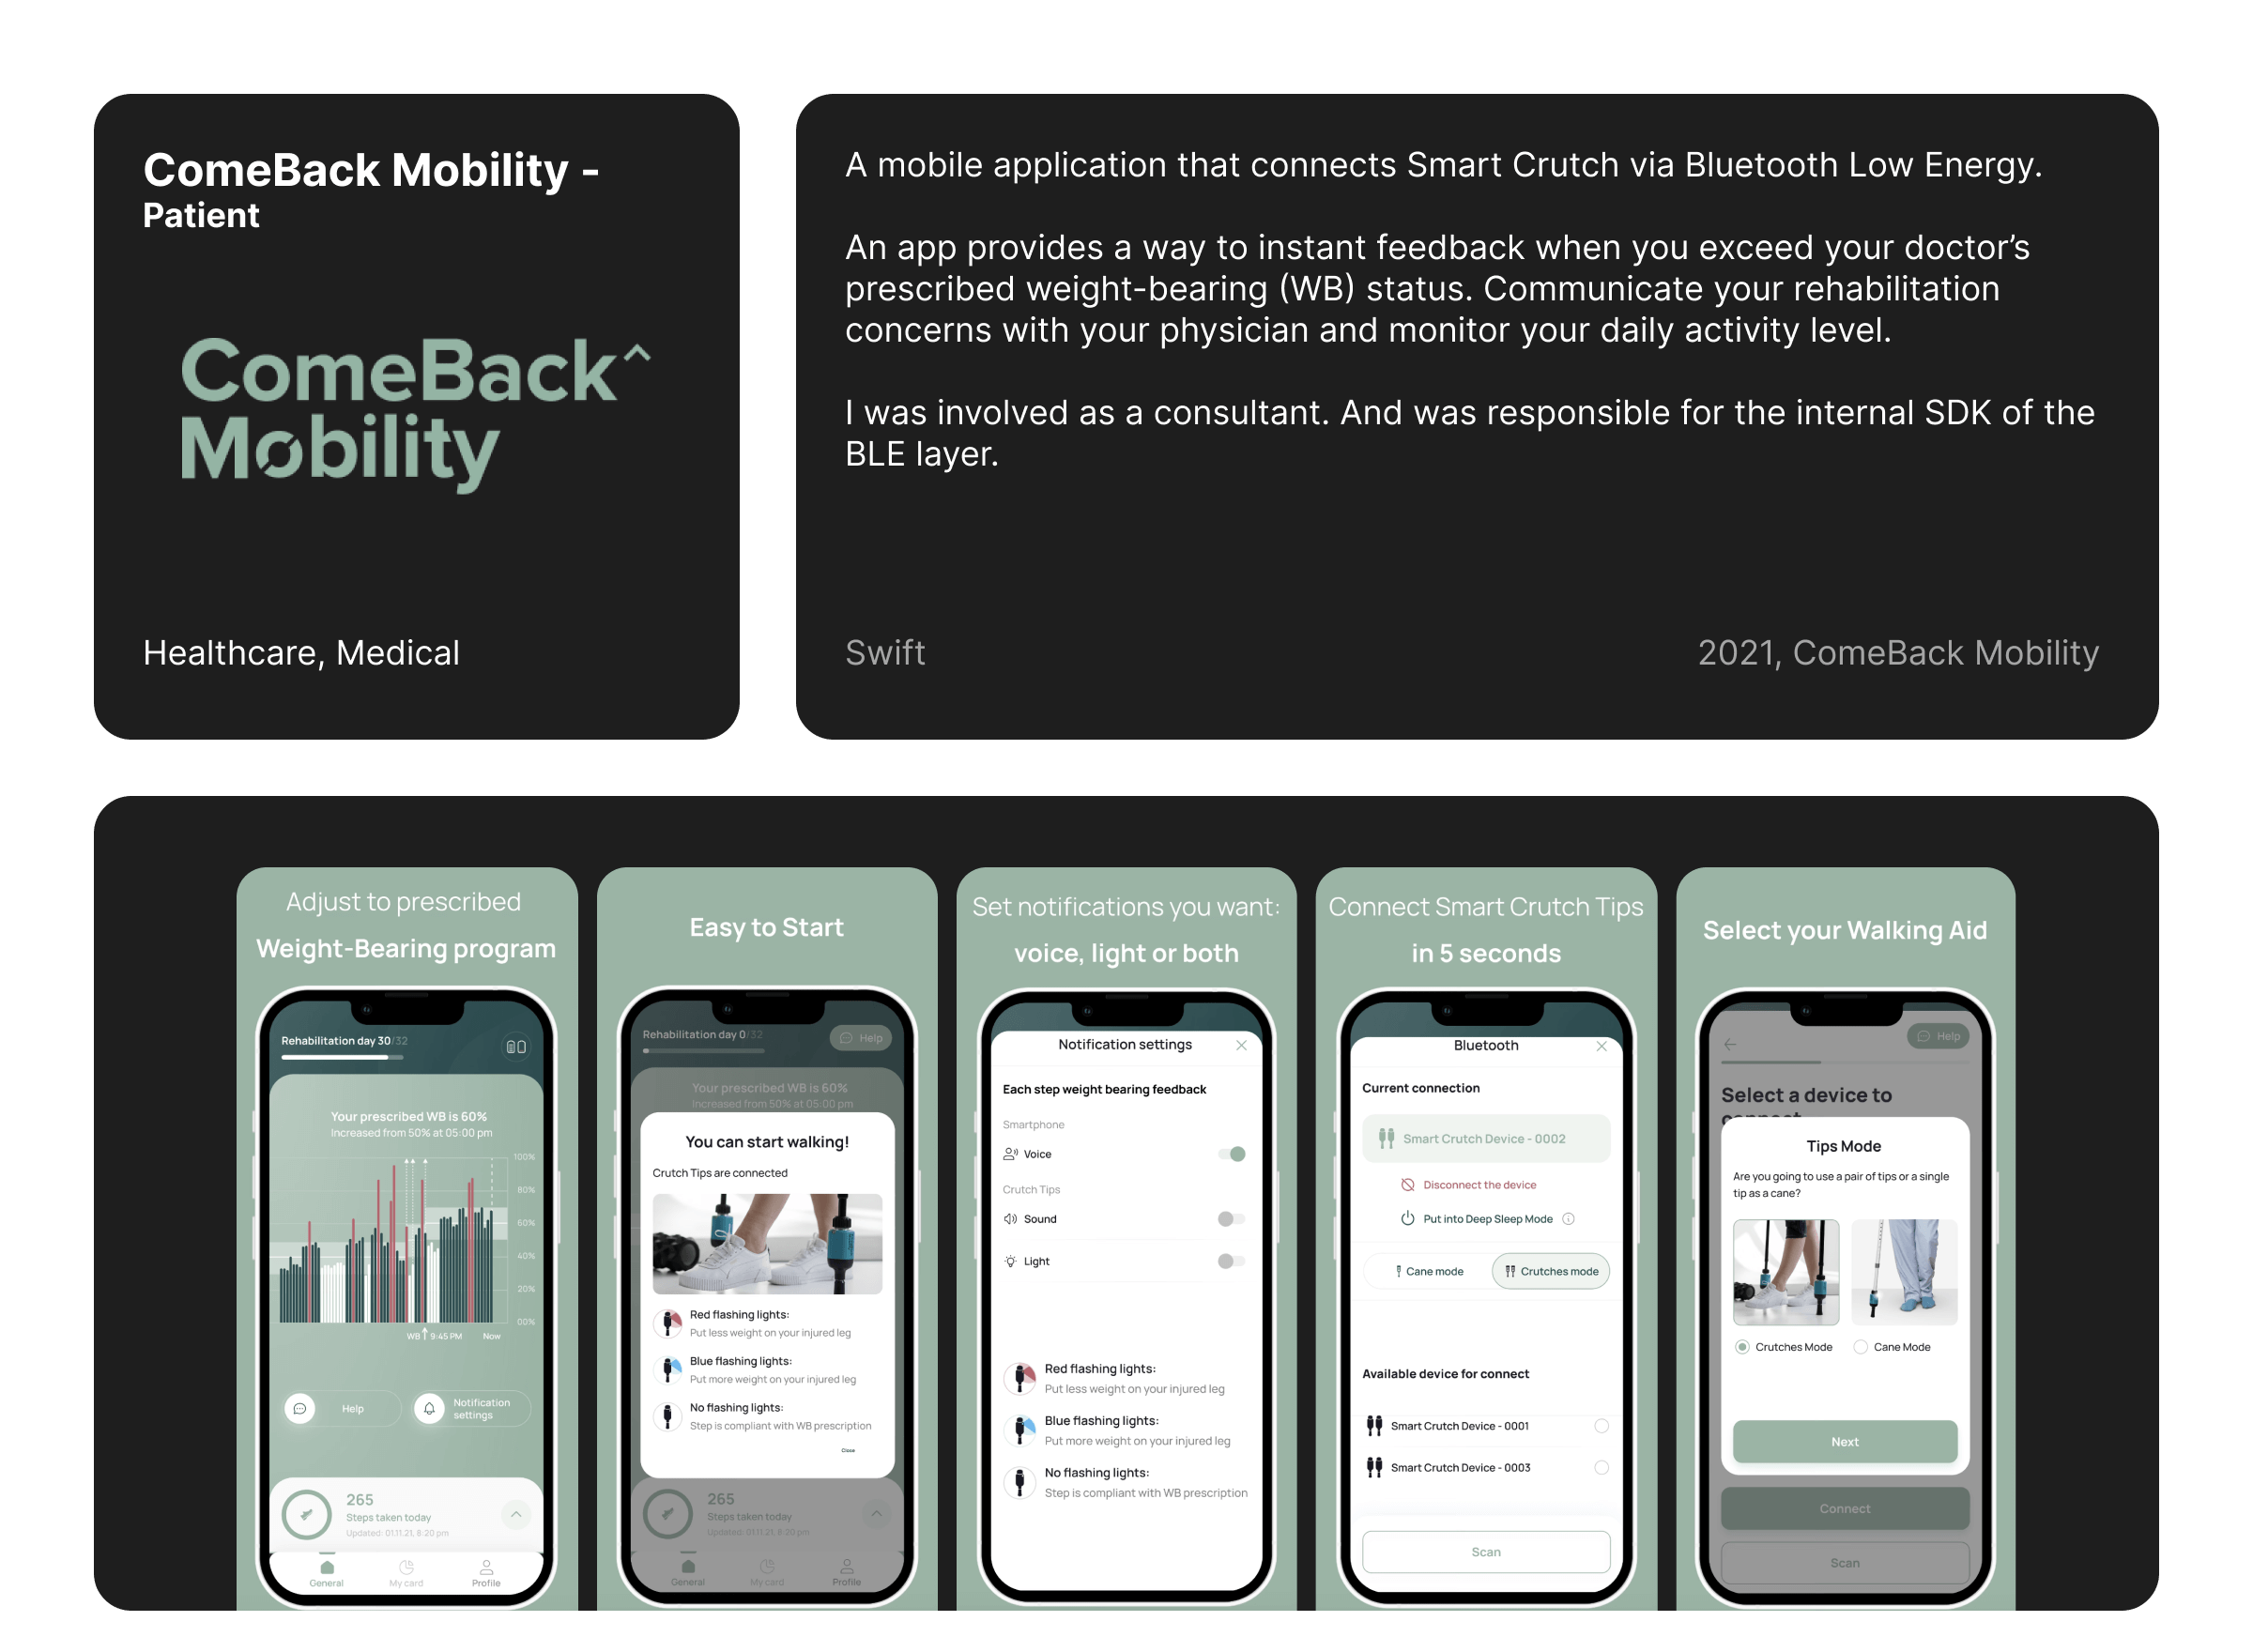 ComeBack Mobility -
Patient
ComeBack^
Mobility
Healthcare, Medical
A mobile application that connects Smart Crutch via Bluetooth Low Energy.
An app provides a way to instant feedback when you exceed your doctor’s
prescribed weight-bearing (WB) status. Communicate your rehabilitation
concerns with your physician and monitor your daily activity level.
I was involved as a consultant. And was responsible for the internal SDK of the
BLE layer.
Swift
2021, ComeBack Mobility
Adjust to prescribed
Weight-Bearing program
Rehabilitation day 30/32
Your prescribed WB is 60%
Increased from 50% at 05:00 pm
100%
80%
60%
40%
20%
00%
WB 9:45 PM Now
Help
Notification
settings
265
Steps taken today
Updated: 01.11.21, 8:20 pm
General
My card
Profile
Easy to Start
Rehabilitation day 0/32
Help
Your prescribed WB is 60%
Increased from 50% at 05:00 pm
You can start walking!
Crutch Tips are connected
Red flashing lights:
Put less weight on your injured leg
Blue flashing lights:
Put more weight on your injured leg
No flashing lights:
Step is compliant with WB prescription
Close
265
Steps taken today
Updated: 01.11.21, 8:30 pm
General
My card
Profile
Set notifications you want:
voice, light or both
Notification settings
Each step weight bearing feedback
Smartphone
Voice
Crutch Tips
Sound
Light
Red flashing lights:
Put less weight on your injured leg
Blue flashing lights:
Put more weight on your injured leg
No flashing lights:
Step is compliant with WB prescription
Connect Smart Crutch Tips
in 5 seconds
Bluetooth
Current connection
Smart Crutch Device - 0002
Disconnect the device
Put into Deep Sleep Mode
Cane mode
Crutches mode
Available device for connect
Smart Crutch Device - 0001
Smart Crutch Device - 0003
Scan
Select your Walking Aid
Help
Select a device to
Tips Mode
Are you going to use a pair of tips or a single
tip as a cane?
Crutches Mode
Cane Mode
Next
Connect
Scan